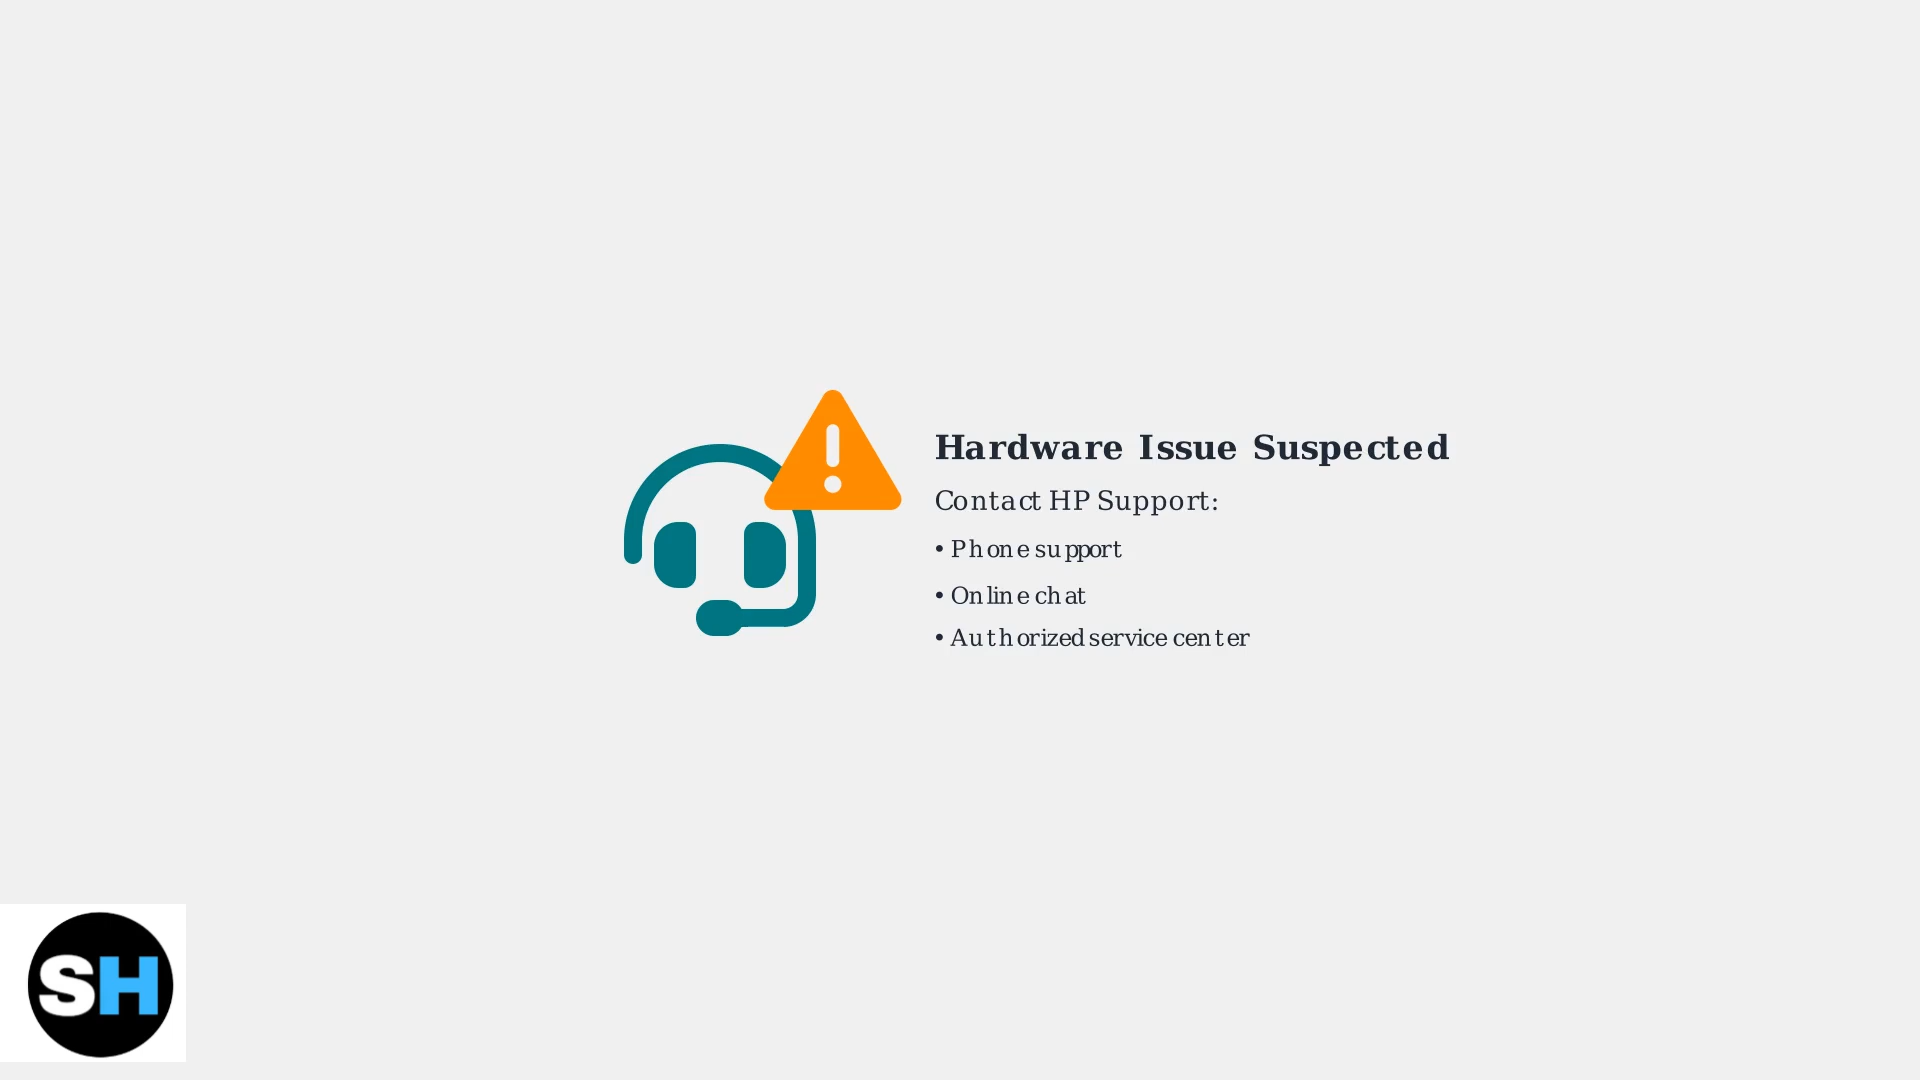 Hardware Issue Suspected
Contact HP Support:
• Phone support
• Online chat
• Authorized service center
SH